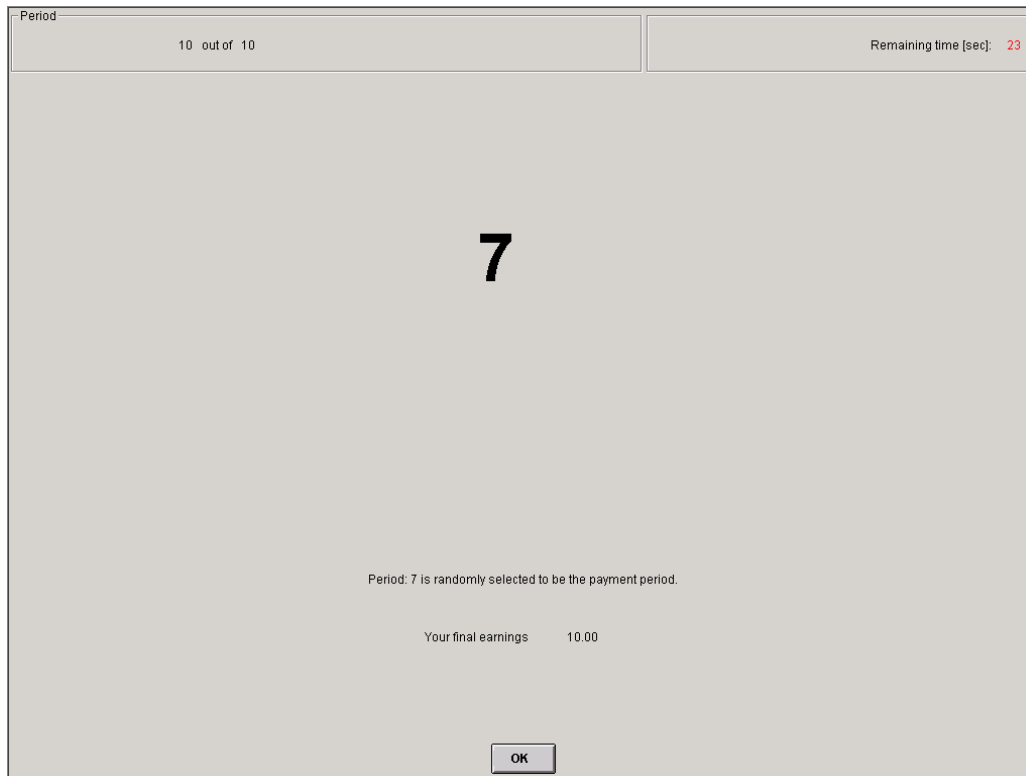 Period
10 out of 10
Remaining time [sec]: 23
7
Period: 7 is randomly selected to be the payment period.
Your final earnings 10.00
OK